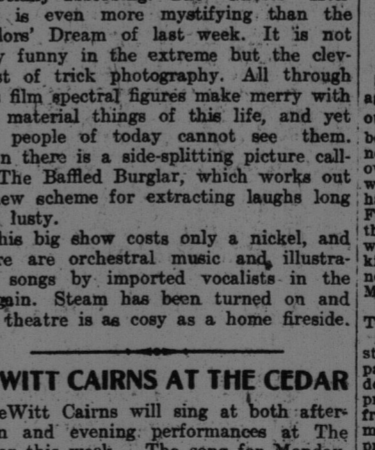 is even more mystifying than the
lors' Dream of last week. It is not
y funny in the extreme but the clev-
st of trick photography. All through
film spectral figures make merry with
material things of this life, and yet
people of today cannot see them.
n there is a side-splitting picture call-
The Baffled Burglar, which works out
ew scheme for extracting laughs long
lusty.
his big show costs only a nickel, and
re are orchestral music and illustra-
songs by imported vocalists in the
gain. Steam has been turned on and
theatre is as cosy as a home fireside.
WITT CAIRNS AT THE CEDAR
eWitt Cairns will sing at both after-
n and evening performances at The